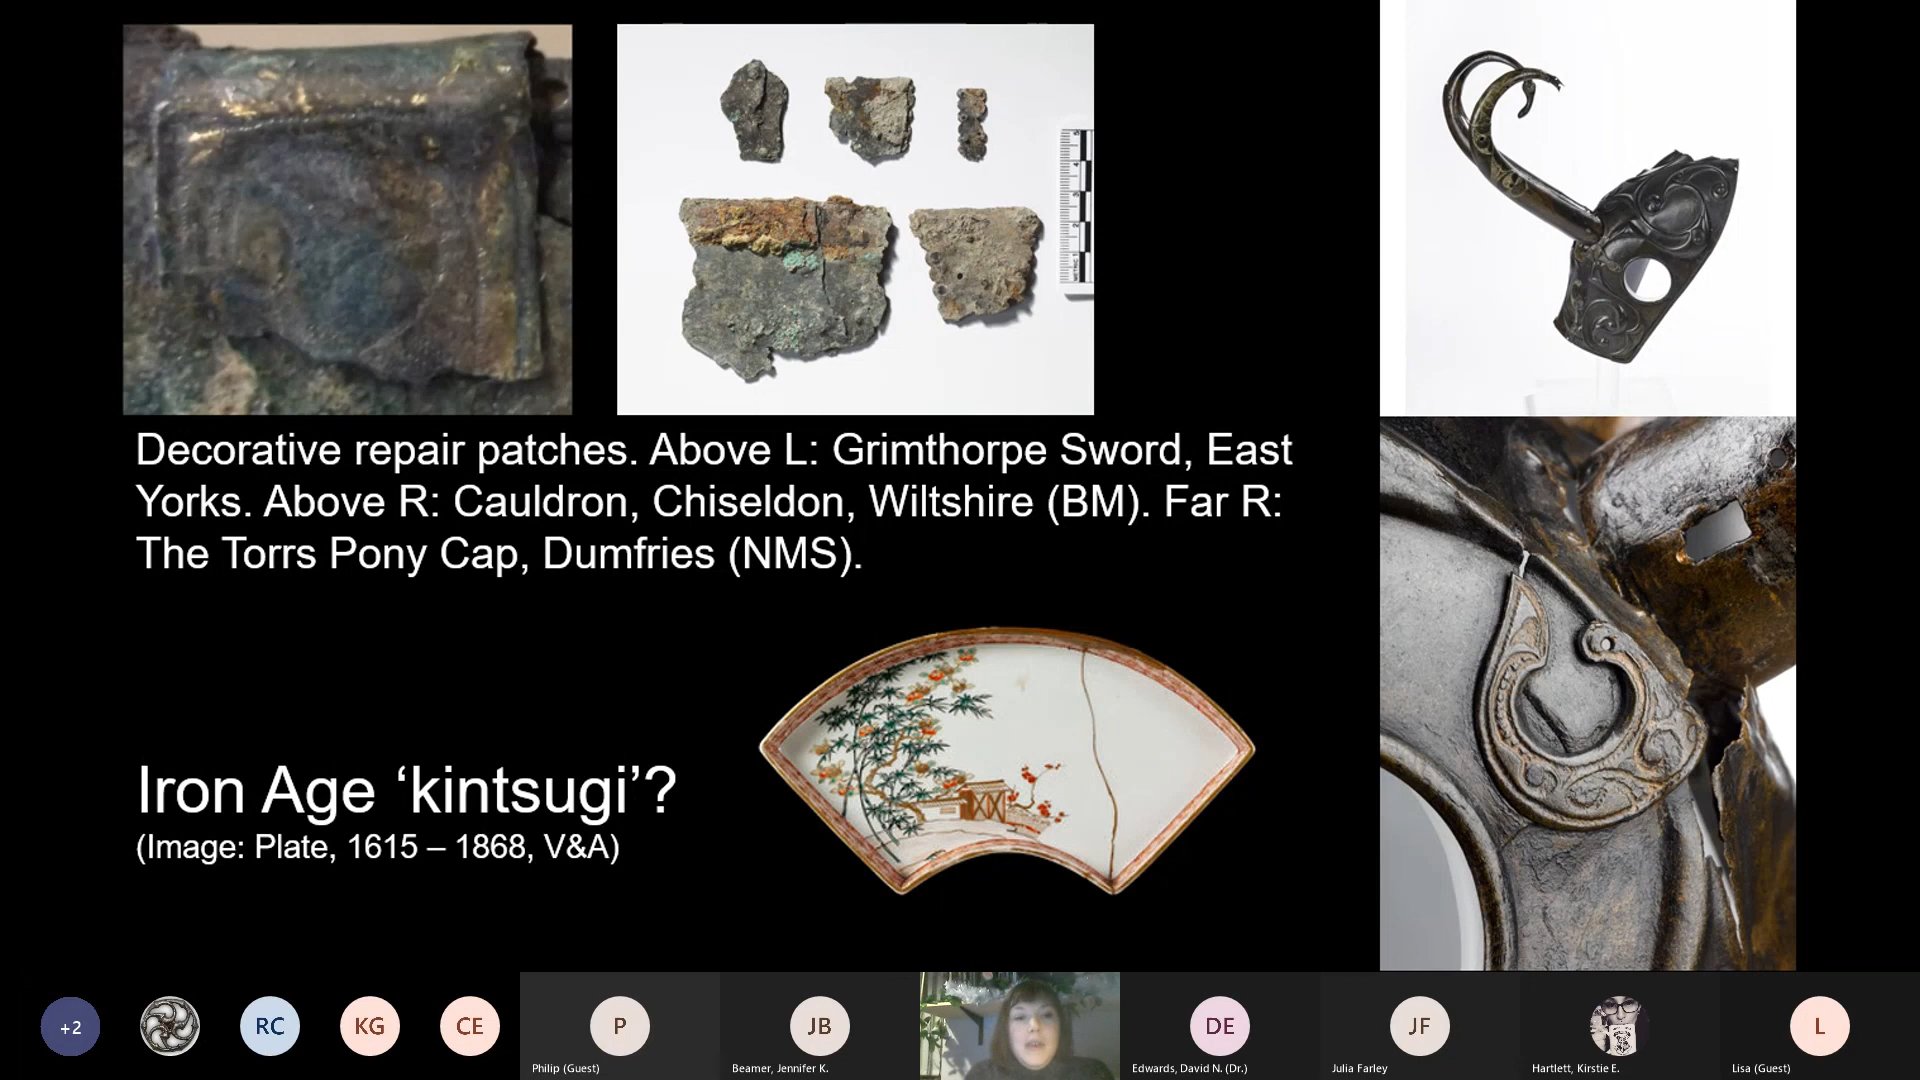 Decorative repair patches. Above L: Grimthorpe Sword, East
Yorks. Above R: Cauldron, Chiseldon, Wiltshire (BM). Far R:
The Torrs Pony Cap, Dumfries (NMS).
Iron Age ‘kintsugi’?
(Image: Plate, 1615 – 1868, V&A)
+2
RC
KG
CE
P
JB
DE
JF
L
Philip (Guest)
Beamer, Jennifer K.
Edwards, David N. (Dr.)
Julia Farley
Hartlett, Kirstie E.
Lisa (Guest)